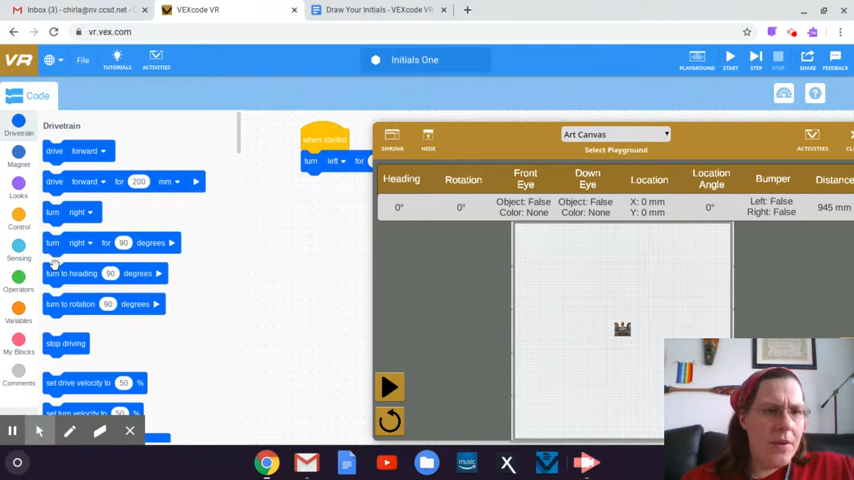 Inbox (3) - chirla@nv.ccsd.net -
VEXcode VR
Draw Your Initials - VEXcode VR
vr.vex.com
VR
File
TUTORIALS
ACTIVITIES
Initials One
PLAYGROUND
START
STEP
STOP
SHARE
FEEDBACK
Code
Drivetrain
Drivetrain
Magnet
Looks
Control
Sensing
Operators
Variables
My Blocks
Comments
drive forward
drive forward for 200 mm
turn right
turn right for 90 degrees
turn to heading 90 degrees
turn to rotation 90 degrees
stop driving
set drive velocity to 50 %
set turn velocity to 50 %
when started
turn left for
SHRINK
HIDE
Art Canvas
Select Playground
ACTIVITIES
Heading Rotation Front Eye Down Eye Location Location Angle Bumper Distance
0° 0° Object: False Color: None Object: False Color: None X: 0 mm Y: 0 mm 0° Left: False Right: False 945 mm
music
X